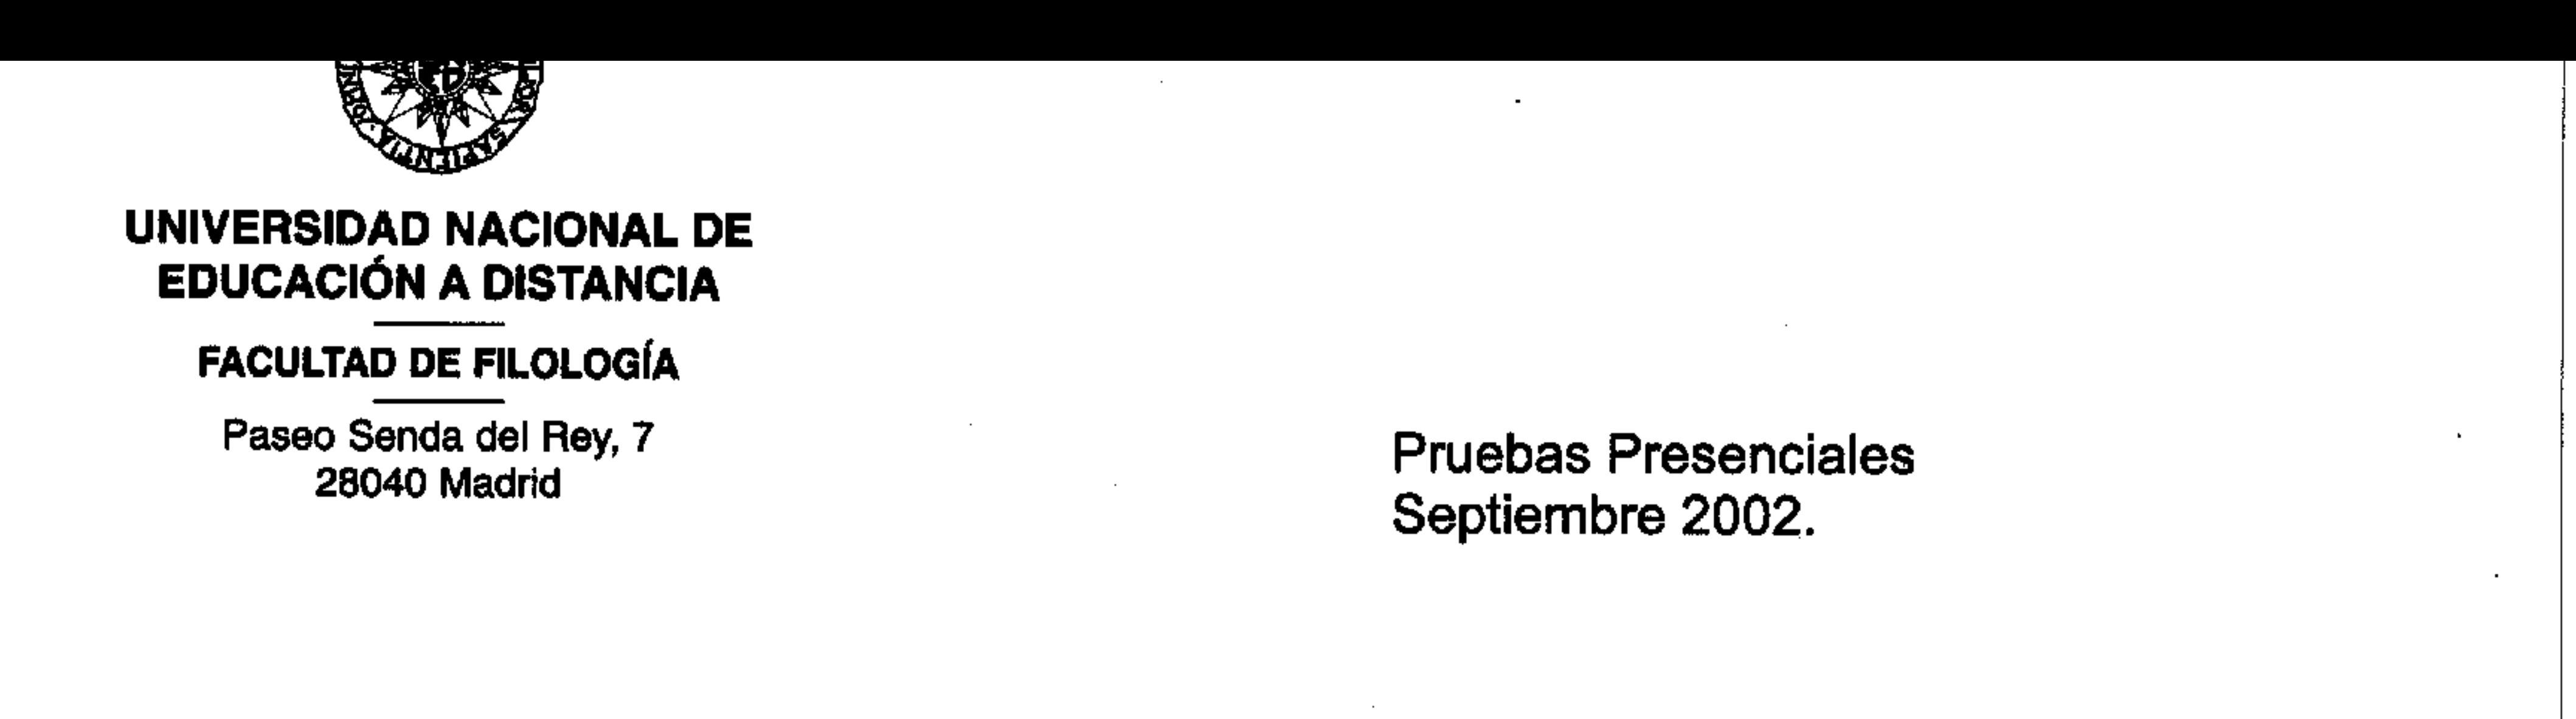 SAPIENTIA
UNIVERSIDAD NACIONAL DE
EDUCACIÓN A DISTANCIA
FACULTAD DE FILOLOGÍA
Paseo Senda del Rey, 7
28040 Madrid
Pruebas Presenciales
Septiembre 2002.